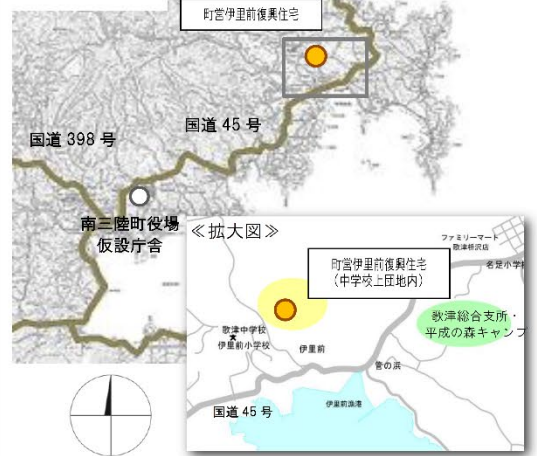 町営伊里前復興住宅
国道 45 号
国道 398 号
南三陸町役場
仮設庁舎
≪拡大図≫
ファミリーマート
歌津枡沢店
名足小学校
町営伊里前復興住宅
(中学校上団地内)
歌津総合支所・
平成の森キャンプ
歌津中学校
伊里前小学校
伊里前
管の浜
伊里前漁港
国道 45 号